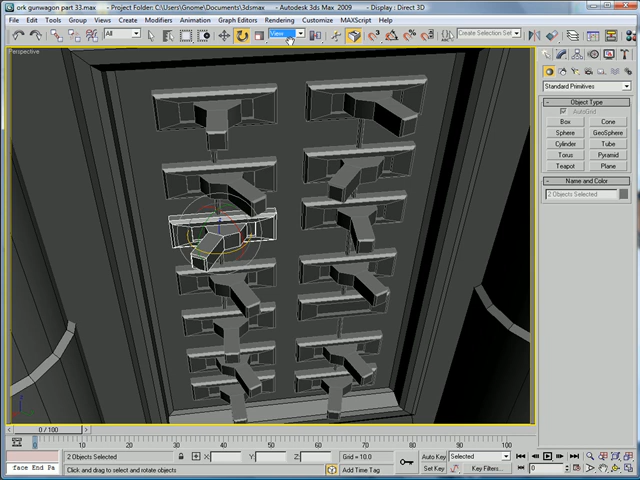 ork gunwagon part 33.max - Project Folder: C:\Users\Gnome\Documents\3dsmax - Autodesk 3ds Max 2009 - Display : Direct 3D
File Edit Tools Group Views Create Modifiers Animation Graph Editors Rendering Customize MAXScript Help
All View Create Selection Set
Perspective
Standard Primitives
- Object Type
AutoGrid
Box Cone
Sphere GeoSphere
Cylinder Tube
Torus Pyramid
Teapot Plane
- Name and Color
2 Objects Selected
0 / 100
0 10 20 30 40 50 60 70 80 90 100
2 Objects Selected X: Y: Z: Grid = 10.0 Auto Key Selected
face End Pa Click and drag to select and rotate objects Add Time Tag Set Key Key Filters... 0